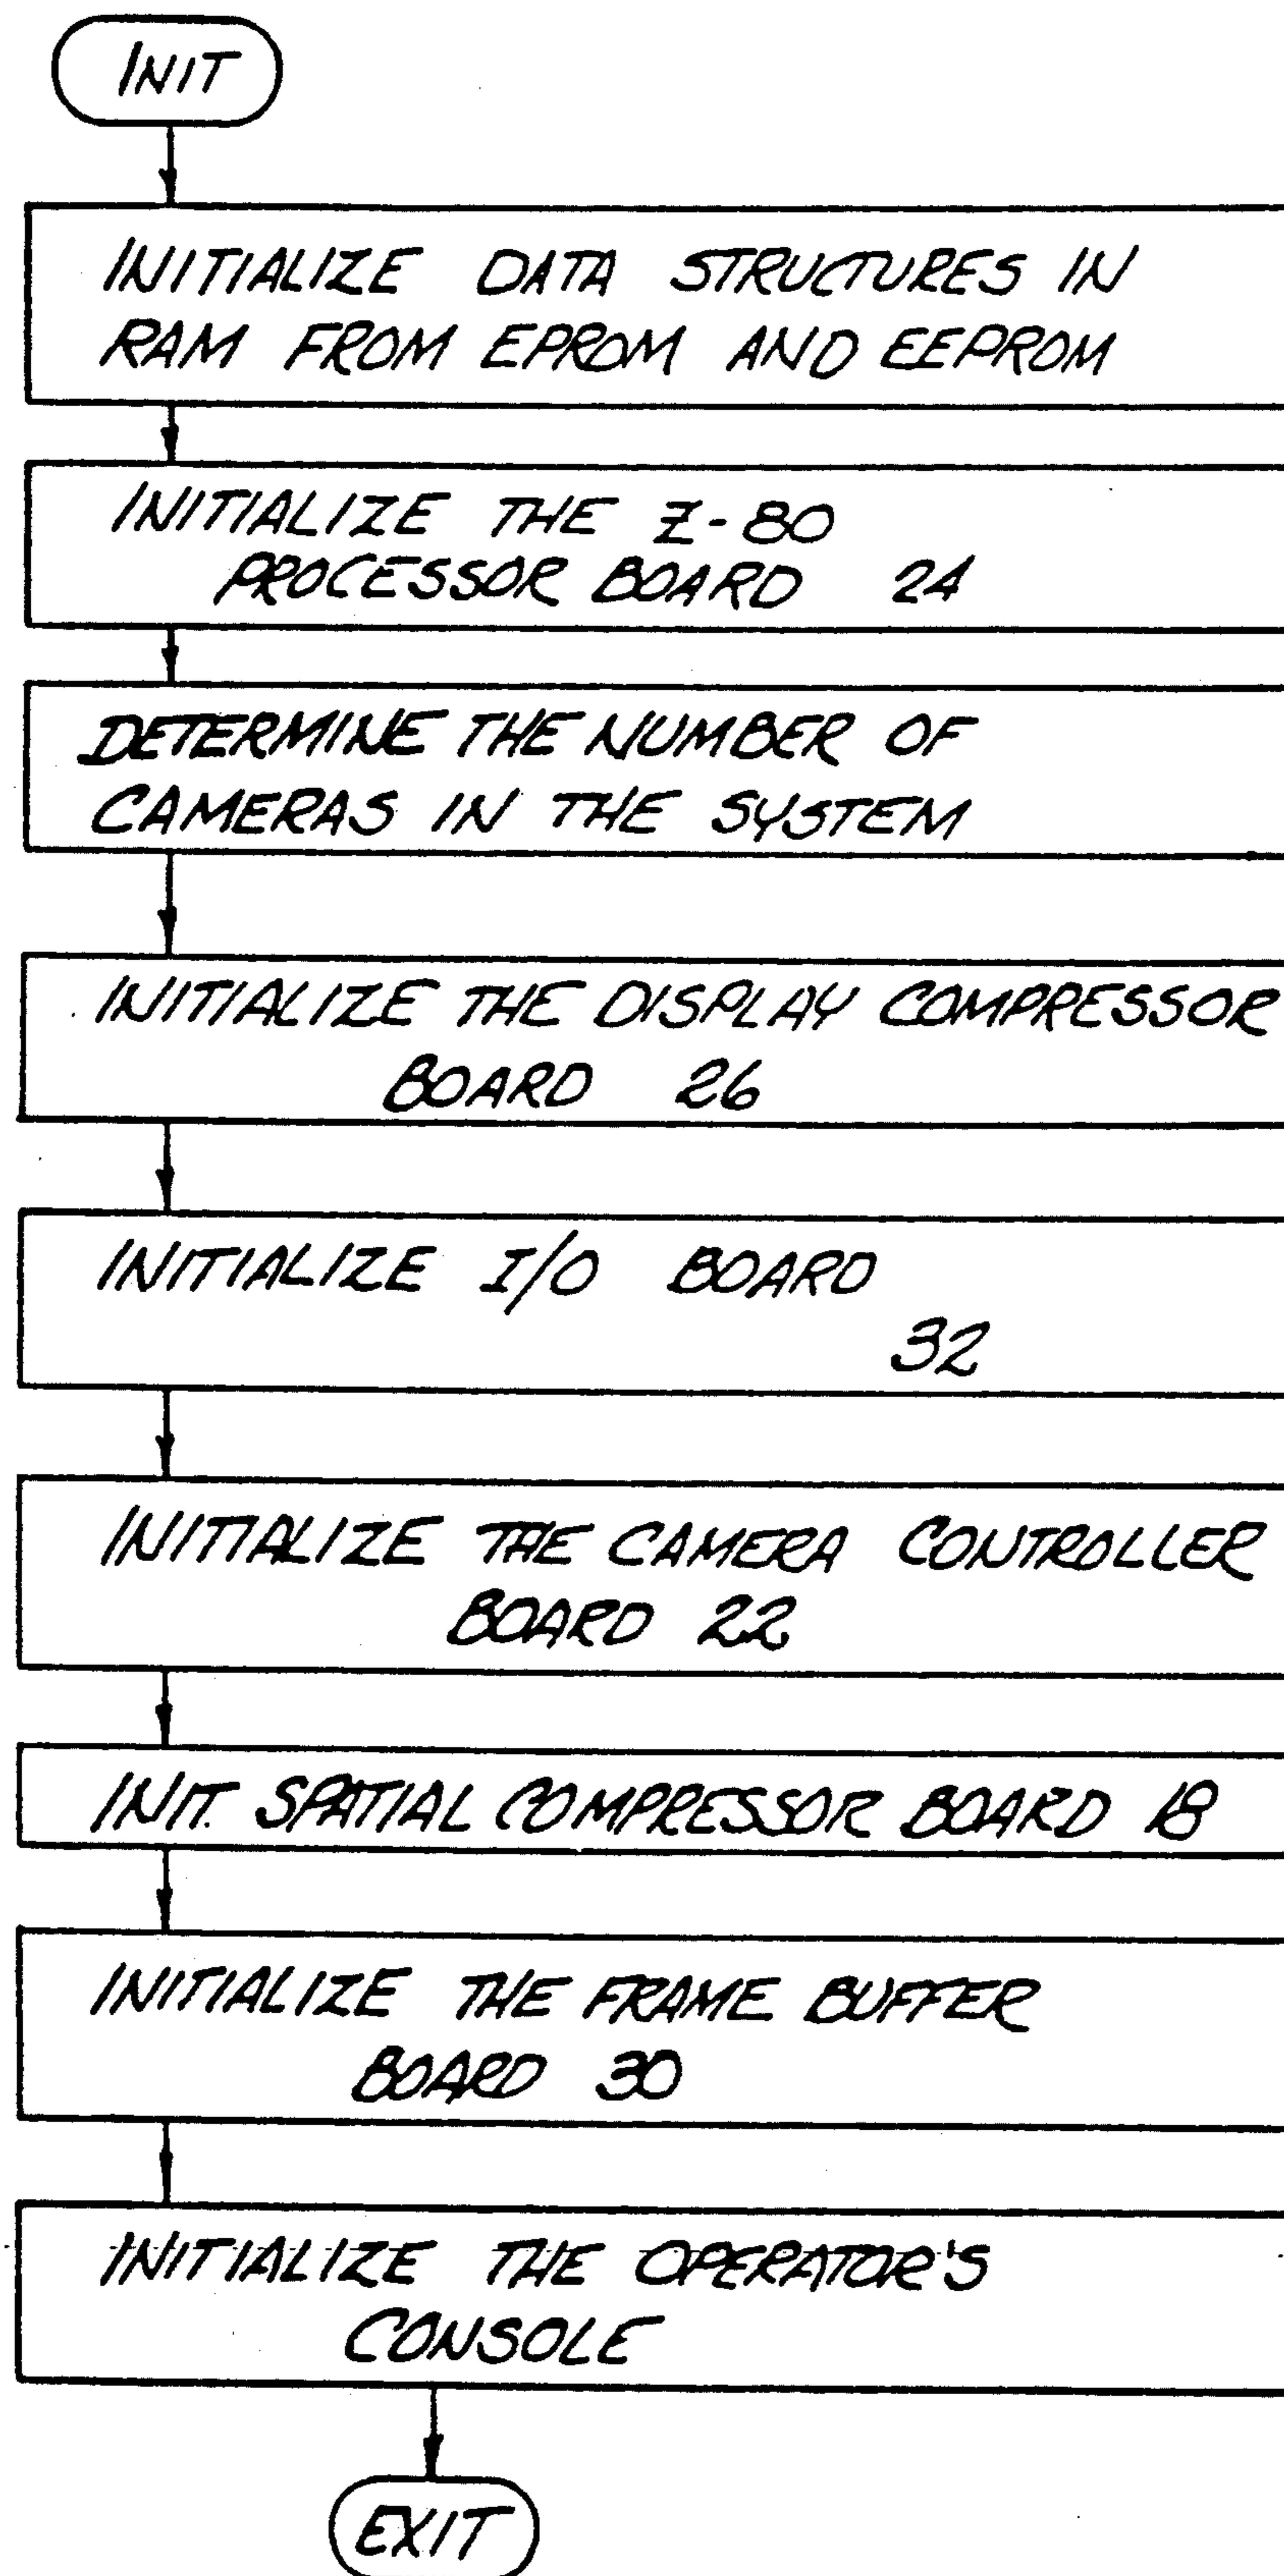 INIT
INITIALIZE DATA STRUCTURES IN
RAM FROM EPROM AND EEPROM
INITIALIZE THE Z-80
PROCESSOR BOARD 24
DETERMINE THE NUMBER OF
CAMERAS IN THE SYSTEM
INITIALIZE THE DISPLAY COMPRESSOR
BOARD 26
INITIALIZE I/O BOARD
32
INITIALIZE THE CAMERA CONTROLLER
BOARD 22
INIT. SPATIAL COMPRESSOR BOARD 18
INITIALIZE THE FRAME BUFFER
BOARD 30
INITIALIZE THE OPERATOR'S
CONSOLE
EXIT